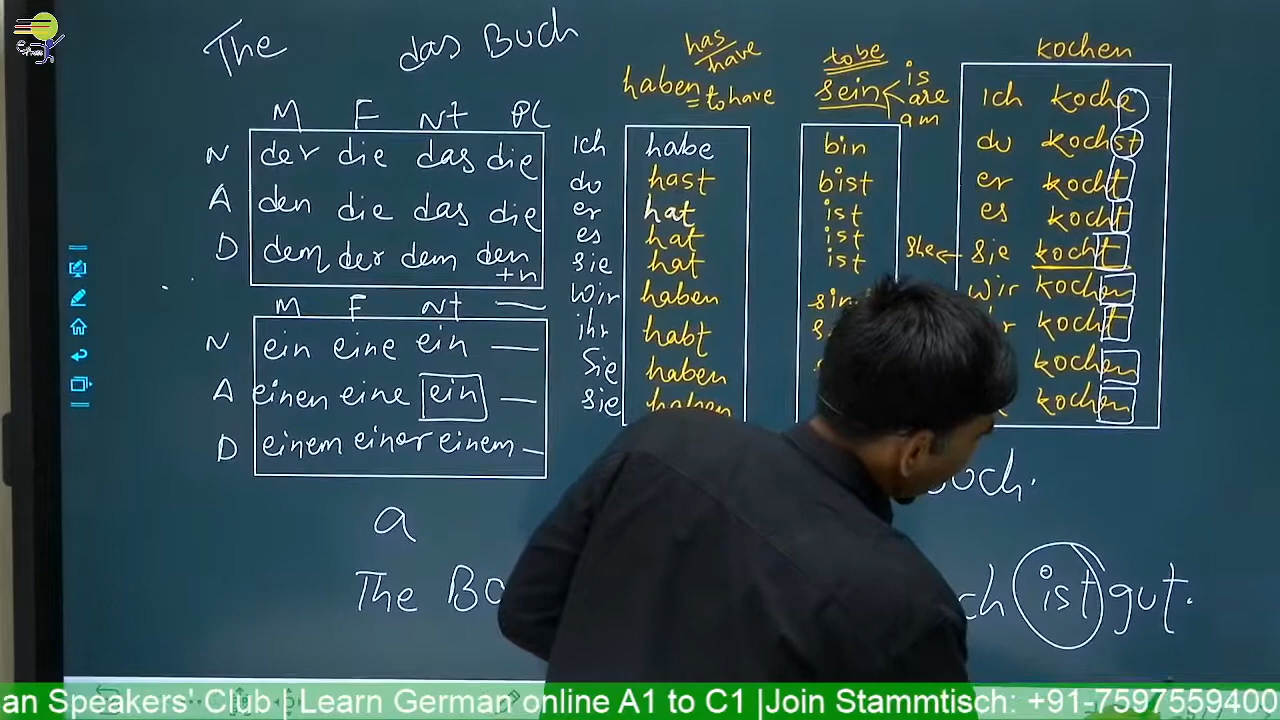 The das Buch
has
have
haben = to have
to be
sein < is
are
am
kochen
M F Nt Pl
N der die das die
A den die das die
D dem der dem den
+n
M F Nt —
N ein eine ein —
A einen eine ein —
D einem einer einem —
a
ich habe
du hast
er hat
es hat
sie hat
wir haben
ihr habt
Sie haben
sie haben
bin
bist
ist
ist
ist
ich koche
du kochst
er kocht
es kocht
she ← sie kocht
wir kochen
kocht
kochen
kochen
The
ist gut.
an Speakers' Club | Learn German online A1 to C1 |Join Stammtisch: +91-7597559400